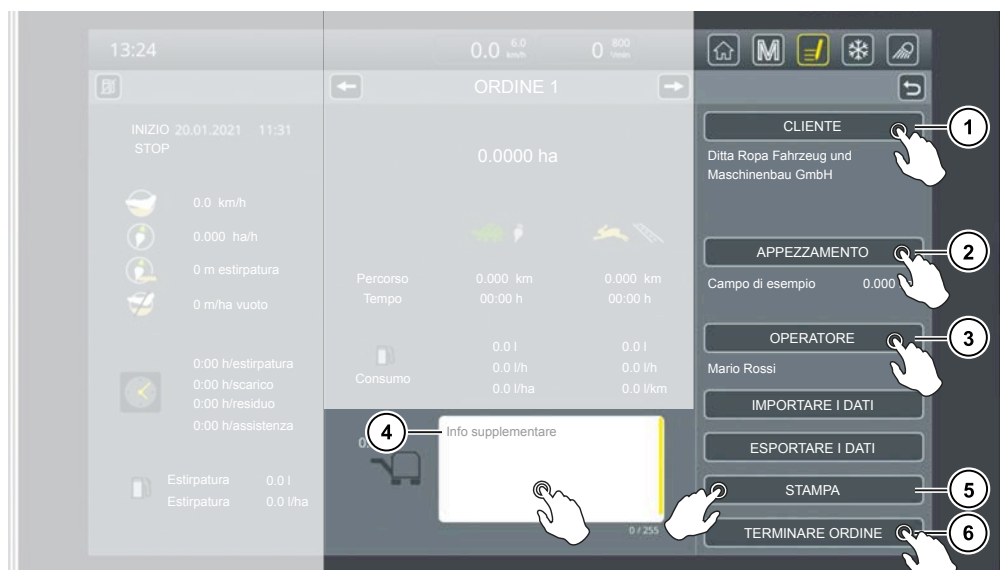 13:24
0.0 6.0 km/h
0 800 1/min
M
ORDINE 1
INIZIO 20.01.2021 11:31
STOP
0.0 km/h
0.000 ha/h
0 m estirpatura
0 m/ha vuoto
0:00 h/estirpatura
0:00 h/scarico
0:00 h/residuo
0:00 h/assistenza
Estirpatura 0.0 l
Estirpatura 0.0 l/ha
0.0000 ha
Percorso 0.000 km 0.000 km
Tempo 00:00 h 00:00 h
0.0 l 0.0 l
0.0 l/h 0.0 l/h
Consumo
0.0 l/ha 0.0 l/km
4
Info supplementare
0 / 255
CLIENTE
1
Ditta Ropa Fahrzeug und
Maschinenbau GmbH
APPEZZAMENTO
2
Campo di esempio 0.000
OPERATORE
3
Mario Rossi
IMPORTARE I DATI
ESPORTARE I DATI
STAMPA
5
TERMINARE ORDINE
6